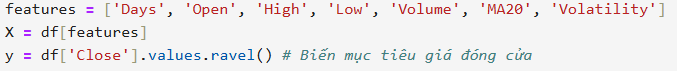 features = ['Days', 'Open', 'High', 'Low', 'Volume', 'MA20', 'Volatility']
X = df[features]
y = df['Close'].values.ravel() # Biến mục tiêu giá đóng cửa